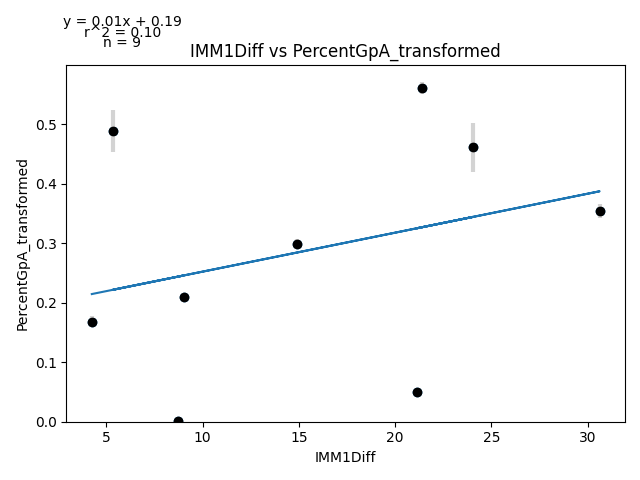 y = 0.01x + 0.19
r^2 = 0.10
n = 9
IMM1Diff vs PercentGpA_transformed
PercentGpA_transformed
0.5
0.4
0.3
0.2
0.1
0.0
5 10 15 20 25 30
IMM1Diff